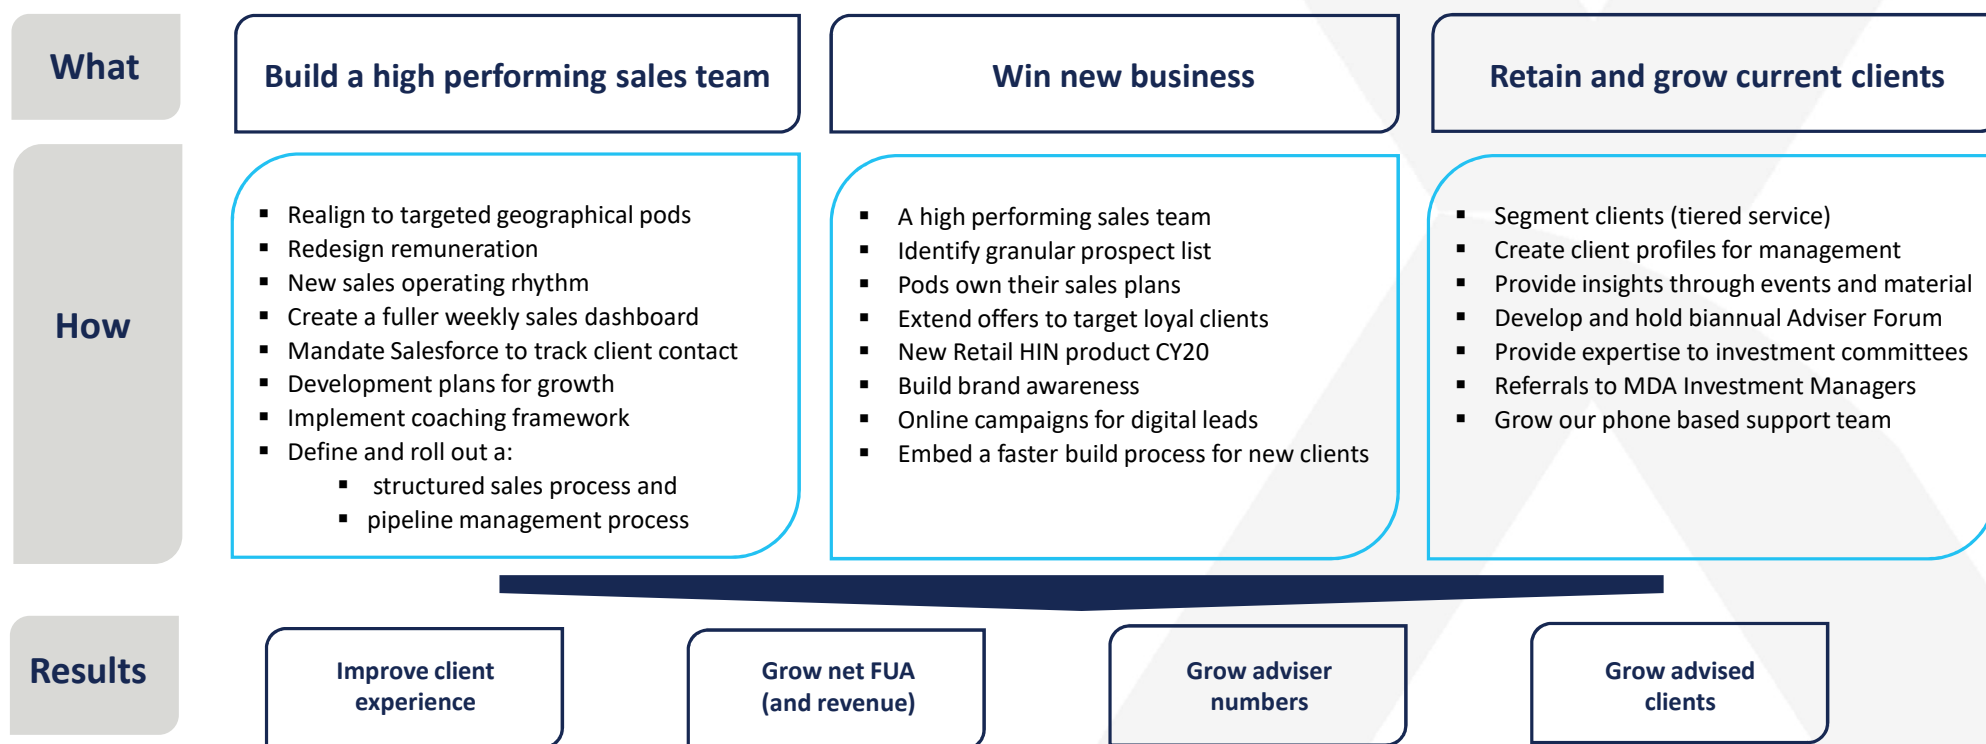 What
Build a high performing sales team
Win new business
Retain and grow current clients
How
▪ Realign to targeted geographical pods
▪ Redesign remuneration
▪ New sales operating rhythm
▪ Create a fuller weekly sales dashboard
▪ Mandate Salesforce to track client contact
▪ Development plans for growth
▪ Implement coaching framework
▪ Define and roll out a:
▪ structured sales process and
▪ pipeline management process
▪ A high performing sales team
▪ Identify granular prospect list
▪ Pods own their sales plans
▪ Extend offers to target loyal clients
▪ New Retail HIN product CY20
▪ Build brand awareness
▪ Online campaigns for digital leads
▪ Embed a faster build process for new clients
▪ Segment clients (tiered service)
▪ Create client profiles for management
▪ Provide insights through events and material
▪ Develop and hold biannual Adviser Forum
▪ Provide expertise to investment committees
▪ Referrals to MDA Investment Managers
▪ Grow our phone based support team
Results
Improve client
experience
Grow net FUA
(and revenue)
Grow adviser
numbers
Grow advised
clients